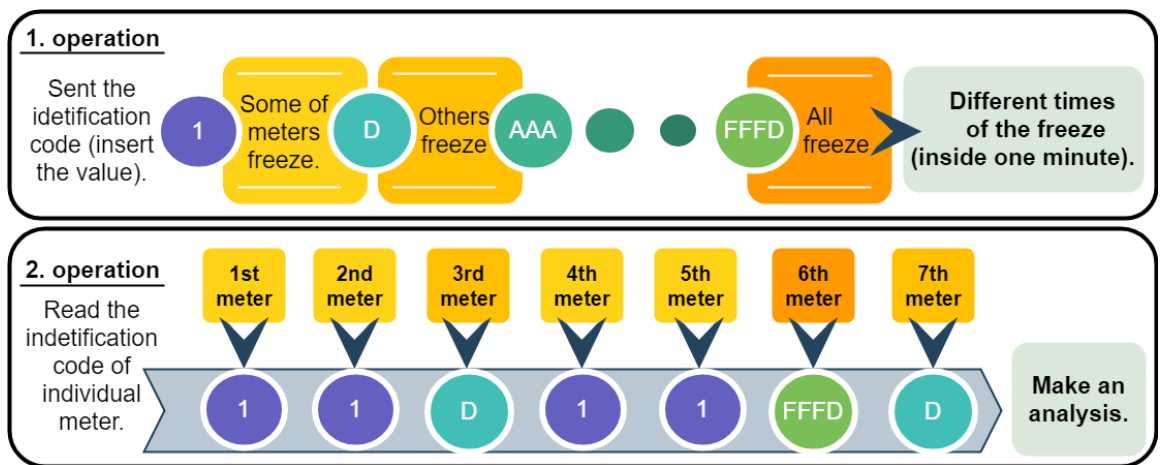 1. operation
Sent the
idetification
code (insert
the value).
1
Some of
meters
freeze.
D
Others
freeze
AAA
FFFD
All
freeze
Different times
of the freeze
(inside one minute).
2. operation
Read the
indetification
code of
individual
meter.
1st
meter
2nd
meter
3rd
meter
4th
meter
5th
meter
6th
meter
7th
meter
1
1
D
1
1
FFFD
D
Make an
analysis.